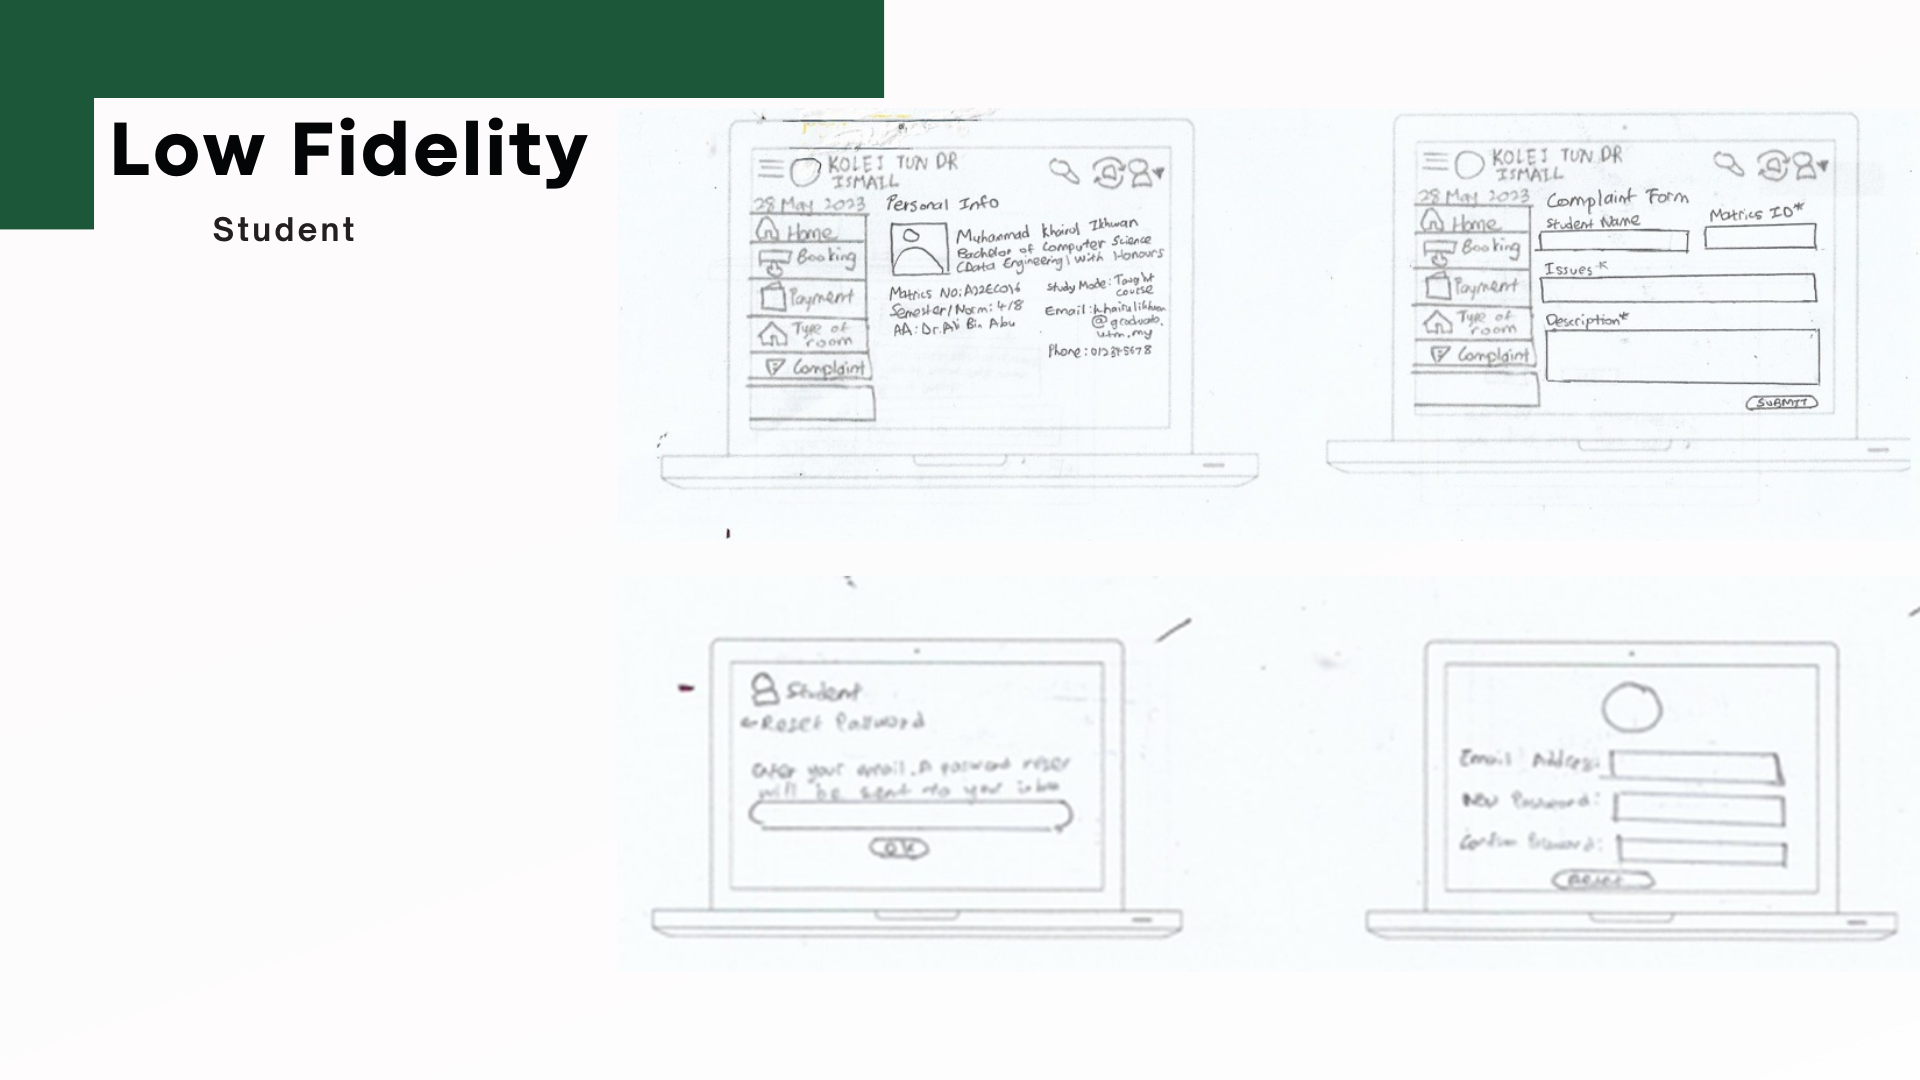 Low Fidelity
Student
KOLEJ TUN DR
ISMAIL
28 May 2023
Home
Booking
Payment
Type of
room
Complaint
Personal Info
Muhammad Khairul Ikhwan
Bachelor of Computer Science
(Data Engineering) With Honours
Matrics No:
Semester/Norm: 4/8
AA: Dr. Ali Bin Abu
Study Mode: Taught
course
Email: khairulikhwan
@graduate.
utm.my
Phone:
KOLEJ TUN DR
ISMAIL
28 May 2023
Home
Booking
Payment
Type of
room
Complaint
Complaint Form
Student Name
Matrics ID*
Issues*
Description*
SUBMIT
Student
←Reset Password
Enter your email. A password reset
will be sent to your inbox
OK
Email Address:
New Password:
Confirm Password:
Reset